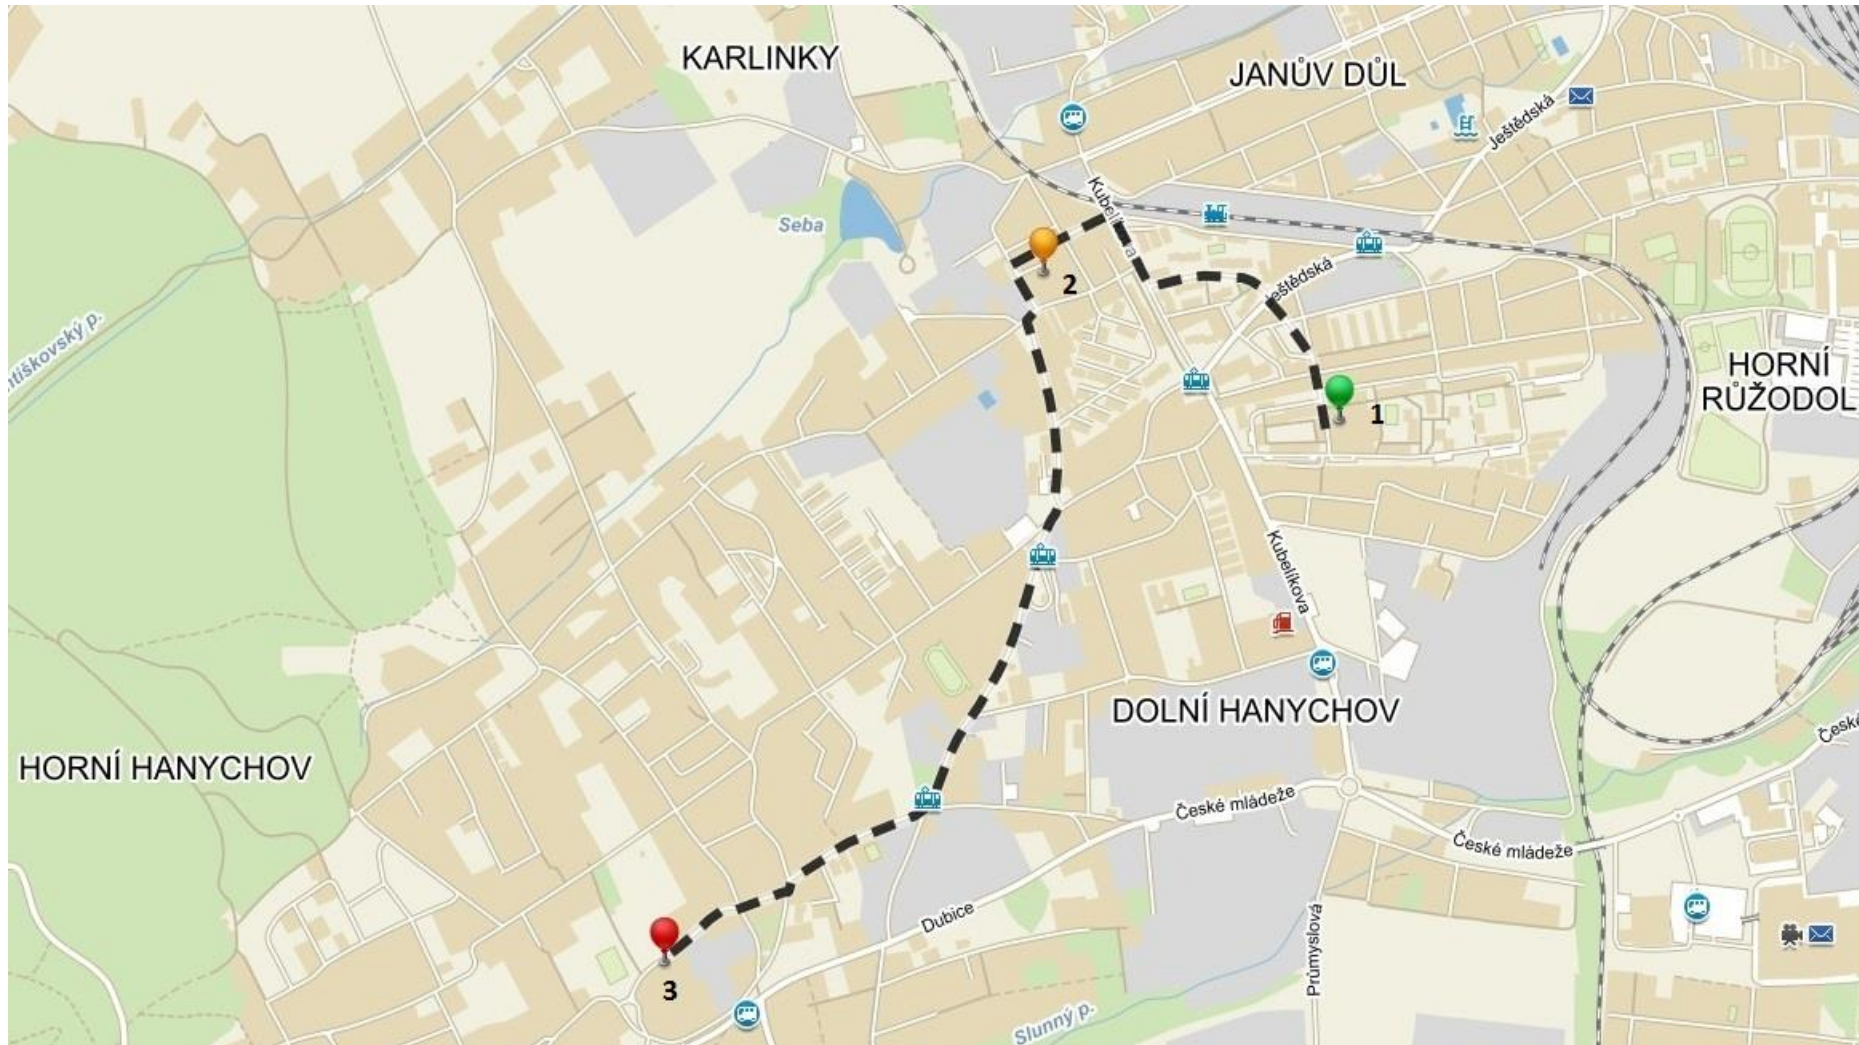 KARLINKY
JANŮV DŮL
Ještědská
Kubelíkova
Seba
2
Ještědská
HORNÍ
RŮŽODOL
1
Kubelíkova
DOLNÍ HANYCHOV
HORNÍ HANYCHOV
České
České mládeže
České mládeže
Dubice
Průmyslová
3
Slunný p.